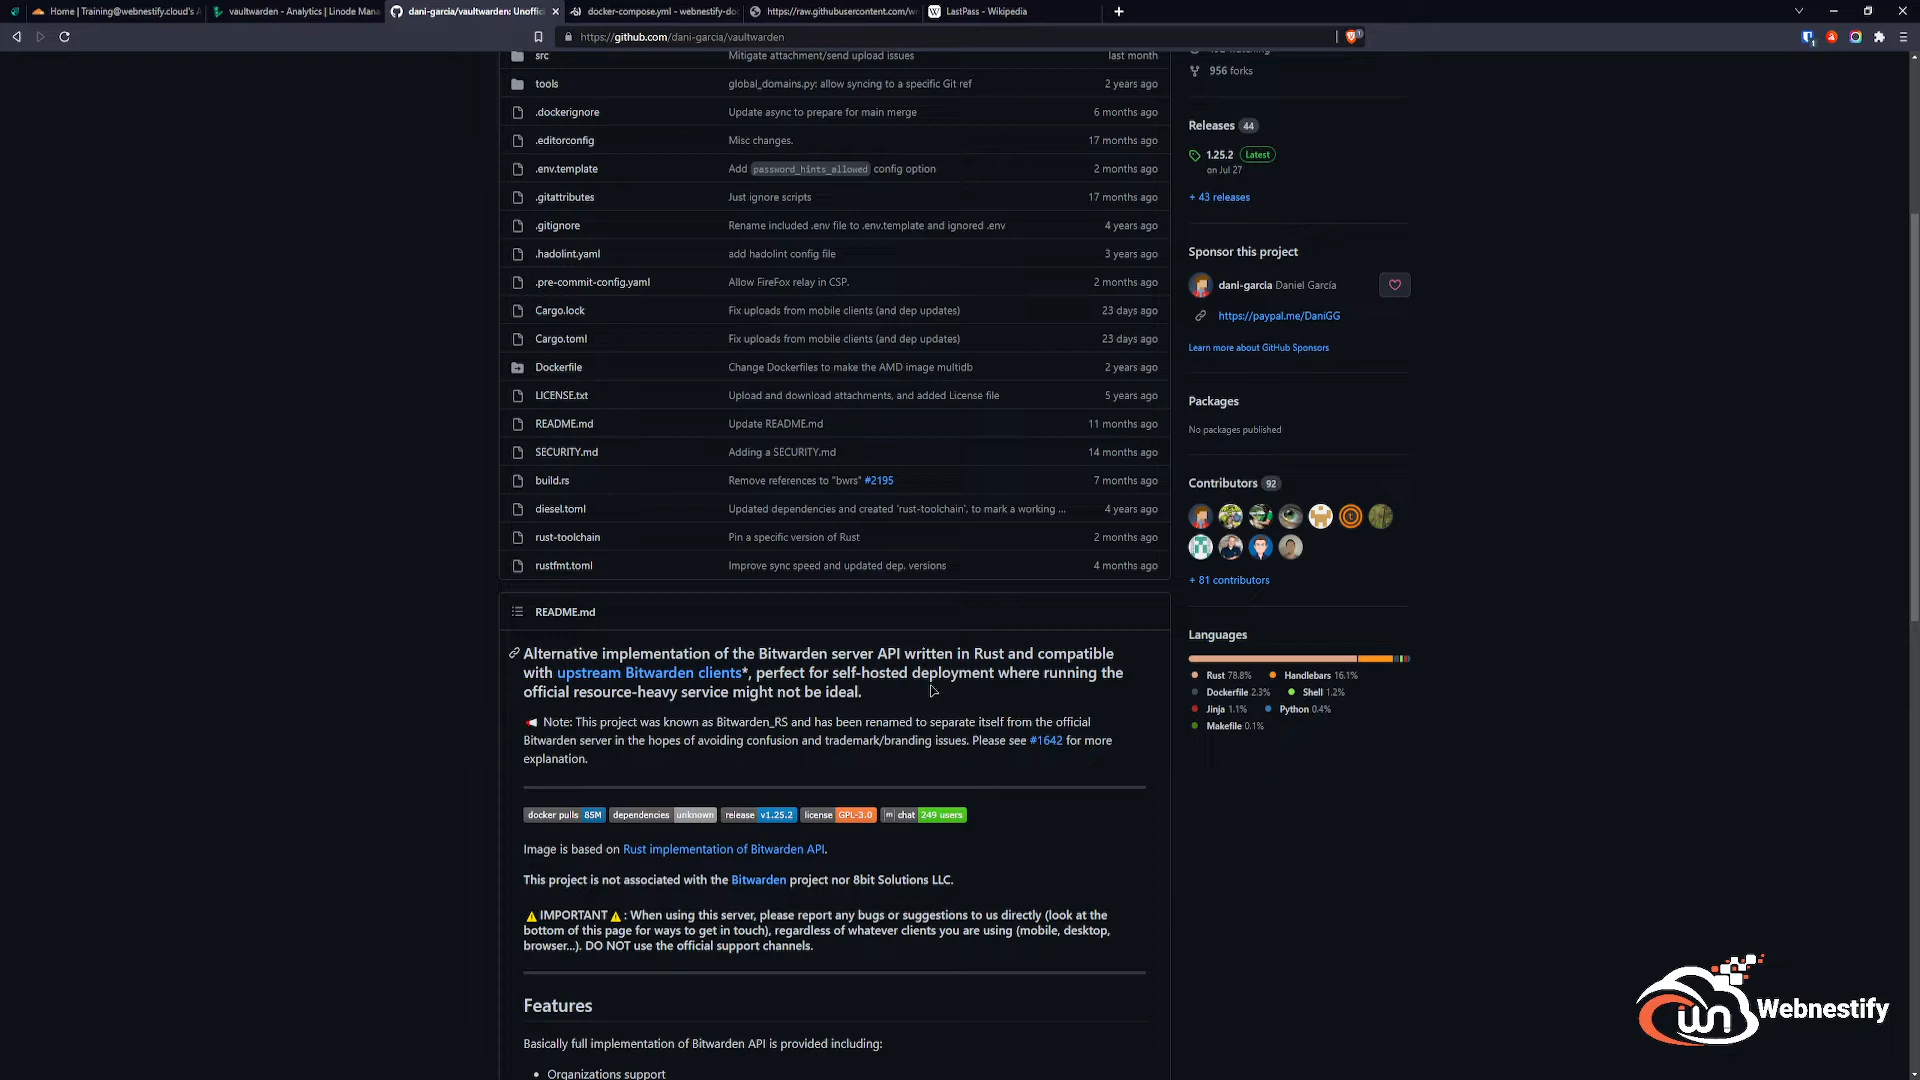 Home | Training@webnestify.cloud's A
vaultwarden - Analytics | Linode Mana
dani-garcia/vaultwarden: Unoffic
docker-compose.yml - webnestify-do
https://raw.githubusercontent.com/w
LastPass - Wikipedia
https://github.com/dani-garcia/vaultwarden
src Mitigate attachment/send upload issues last month
tools global_domains.py: allow syncing to a specific Git ref 2 years ago
.dockerignore Update async to prepare for main merge 6 months ago
.editorconfig Misc changes. 17 months ago
.env.template Add password_hints_allowed config option 2 months ago
.gitattributes Just ignore scripts 17 months ago
.gitignore Rename included .env file to .env.template and ignored .env 4 years ago
.hadolint.yaml add hadolint config file 3 years ago
.pre-commit-config.yaml Allow FireFox relay in CSP. 2 months ago
Cargo.lock Fix uploads from mobile clients (and dep updates) 23 days ago
Cargo.toml Fix uploads from mobile clients (and dep updates) 23 days ago
Dockerfile Change Dockerfiles to make the AMD image multidb 2 years ago
LICENSE.txt Upload and download attachments, and added License file 5 years ago
README.md Update README.md 11 months ago
SECURITY.md Adding a SECURITY.md 14 months ago
build.rs Remove references to "bwrs" #2195 7 months ago
diesel.toml Updated dependencies and created 'rust-toolchain', to mark a working ... 4 years ago
rust-toolchain Pin a specific version of Rust 2 months ago
rustfmt.toml Improve sync speed and updated dep. versions 4 months ago
README.md
Alternative implementation of the Bitwarden server API written in Rust and compatible
with upstream Bitwarden clients*, perfect for self-hosted deployment where running the
official resource-heavy service might not be ideal.
Note: This project was known as Bitwarden_RS and has been renamed to separate itself from the official
Bitwarden server in the hopes of avoiding confusion and trademark/branding issues. Please see #1642 for more
explanation.
docker pulls 85M dependencies unknown release v1.25.2 license GPL-3.0 [m] chat 249 users
Image is based on Rust implementation of Bitwarden API.
This project is not associated with the Bitwarden project nor 8bit Solutions LLC.
⚠IMPORTANT⚠: When using this server, please report any bugs or suggestions to us directly (look at the
bottom of this page for ways to get in touch), regardless of whatever clients you are using (mobile, desktop,
browser...). DO NOT use the official support channels.
Features
Basically full implementation of Bitwarden API is provided including:
• Organizations support
956 forks
Releases 44
1.25.2 Latest
on Jul 27
+ 43 releases
Sponsor this project
dani-garcia Daniel García
https://paypal.me/DaniGG
Learn more about GitHub Sponsors
Packages
No packages published
Contributors 92
+ 81 contributors
Languages
Rust 78.8% Handlebars 16.1%
Dockerfile 2.3% Shell 1.2%
Jinja 1.1% Python 0.4%
Makefile 0.1%
Webnestify